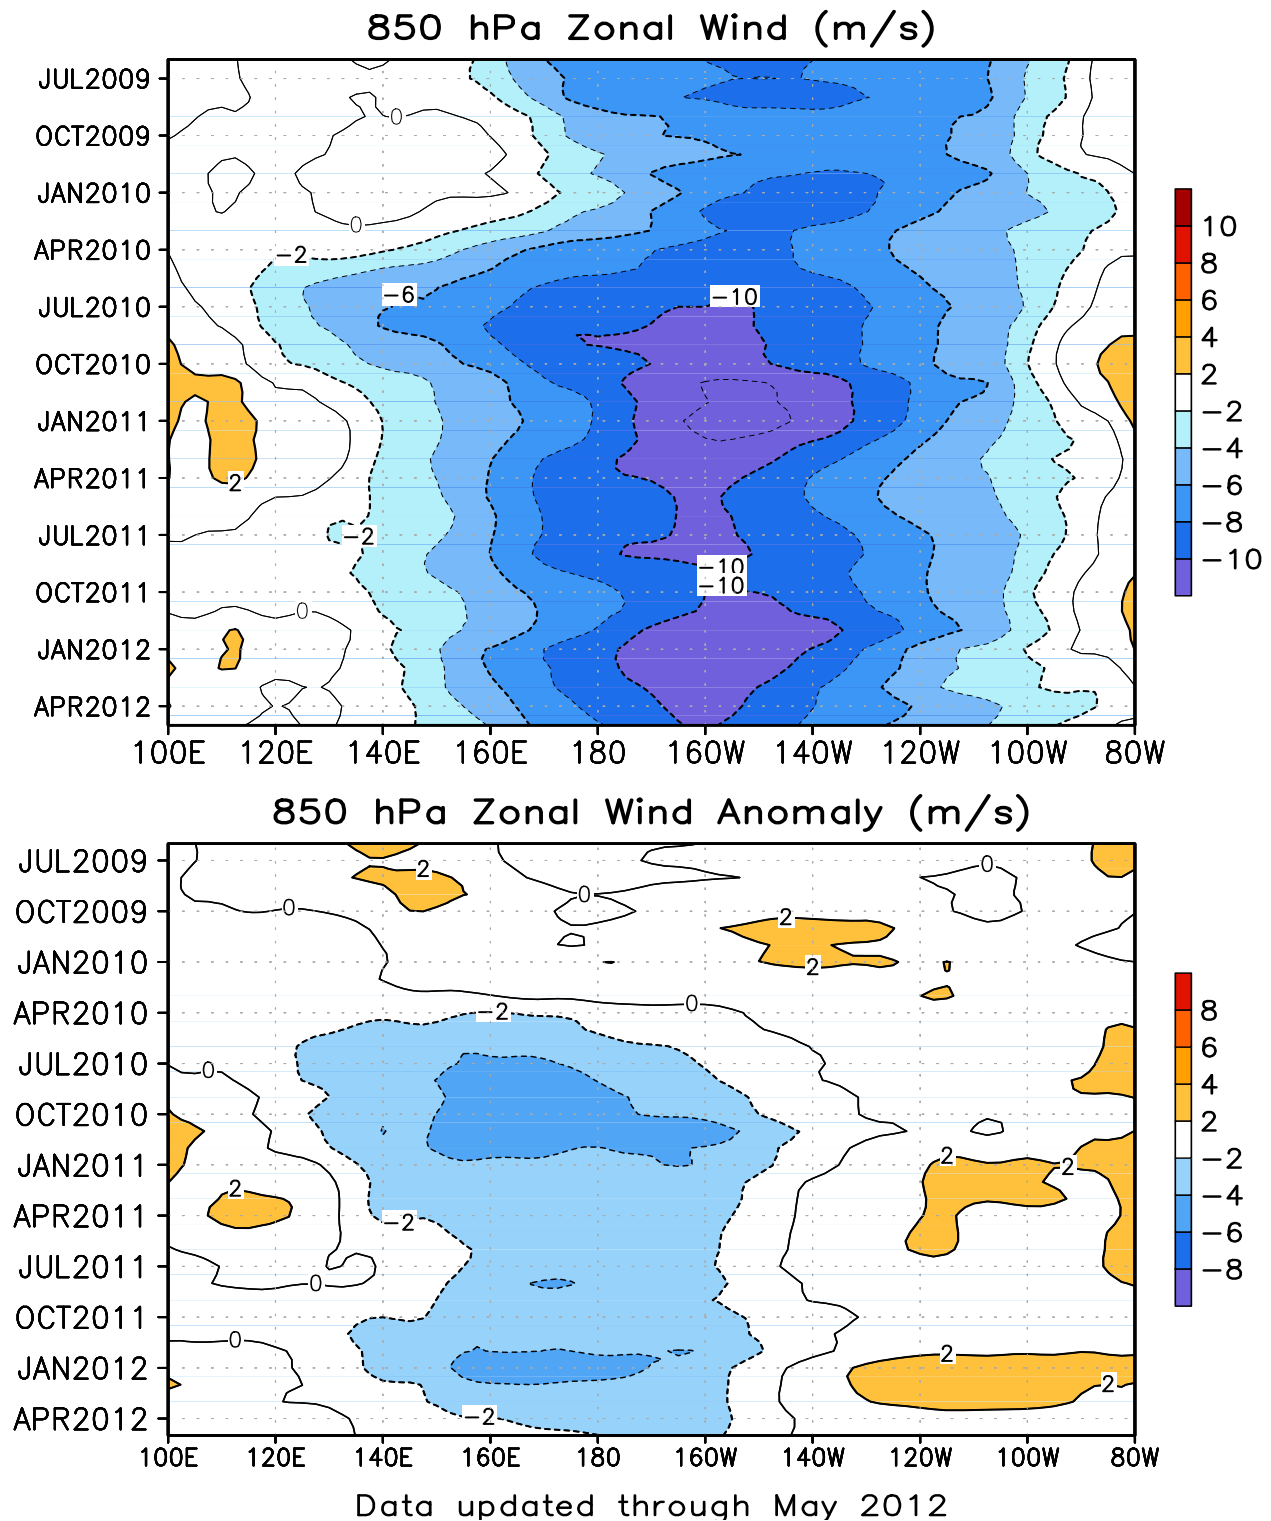 850 hPa Zonal Wind (m/s)
JUL2009
OCT2009
JAN2010
APR2010
JUL2010
OCT2010
JAN2011
APR2011
JUL2011
OCT2011
JAN2012
APR2012
0
0
-2
-6
-10
2
-2
-10
-10
0
100E 120E 140E 160E 180 160W 140W 120W 100W 80W
10
8
6
4
2
-2
-4
-6
-8
-10
850 hPa Zonal Wind Anomaly (m/s)
JUL2009
OCT2009
JAN2010
APR2010
JUL2010
OCT2010
JAN2011
APR2011
JUL2011
OCT2011
JAN2012
APR2012
2
0
0
0
2
2
0
-2
0
2
2
2
-2
0
0
2
2
-2
100E 120E 140E 160E 180 160W 140W 120W 100W 80W
8
6
4
2
-2
-4
-6
-8
Data updated through May 2012